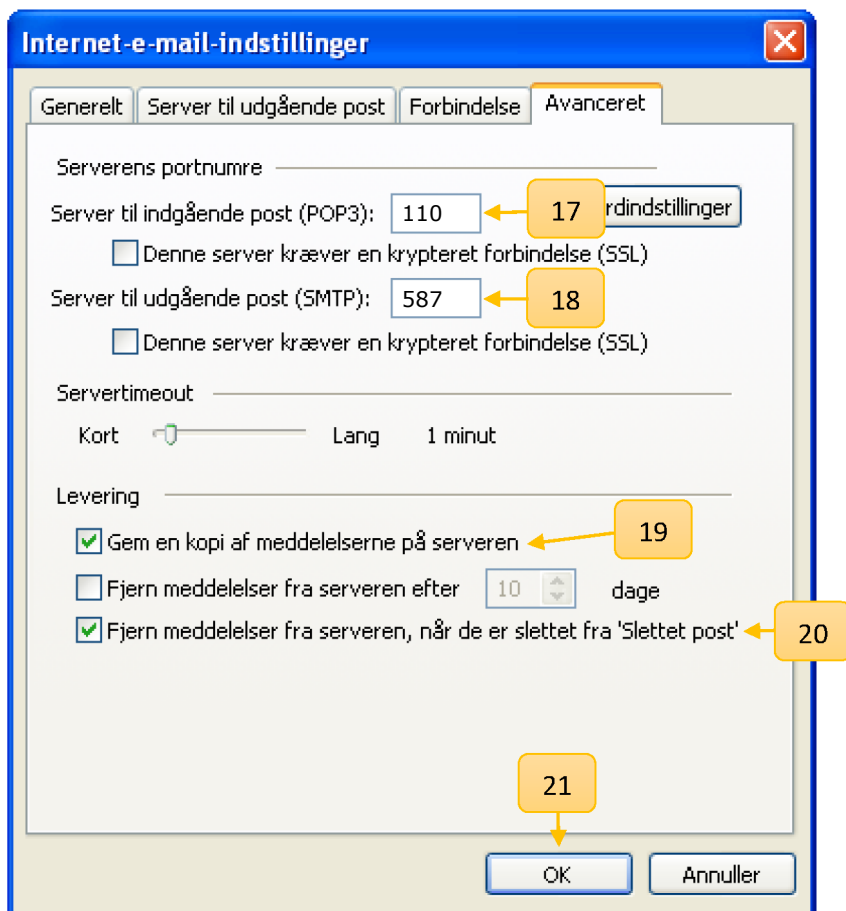 Internet-e-mail-indstillinger
Generelt Server til udgående post Forbindelse Avanceret
Serverens portnumre
Server til indgående post (POP3): 110 17 rdindstillinger
Denne server kræver en krypteret forbindelse (SSL)
Server til udgående post (SMTP): 587 18
Denne server kræver en krypteret forbindelse (SSL)
Servertimeout
Kort Lang 1 minut
Levering
Gem en kopi af meddelelserne på serveren 19
Fjern meddelelser fra serveren efter 10 dage
Fjern meddelelser fra serveren, når de er slettet fra 'Slettet post' 20
21
OK Annuller